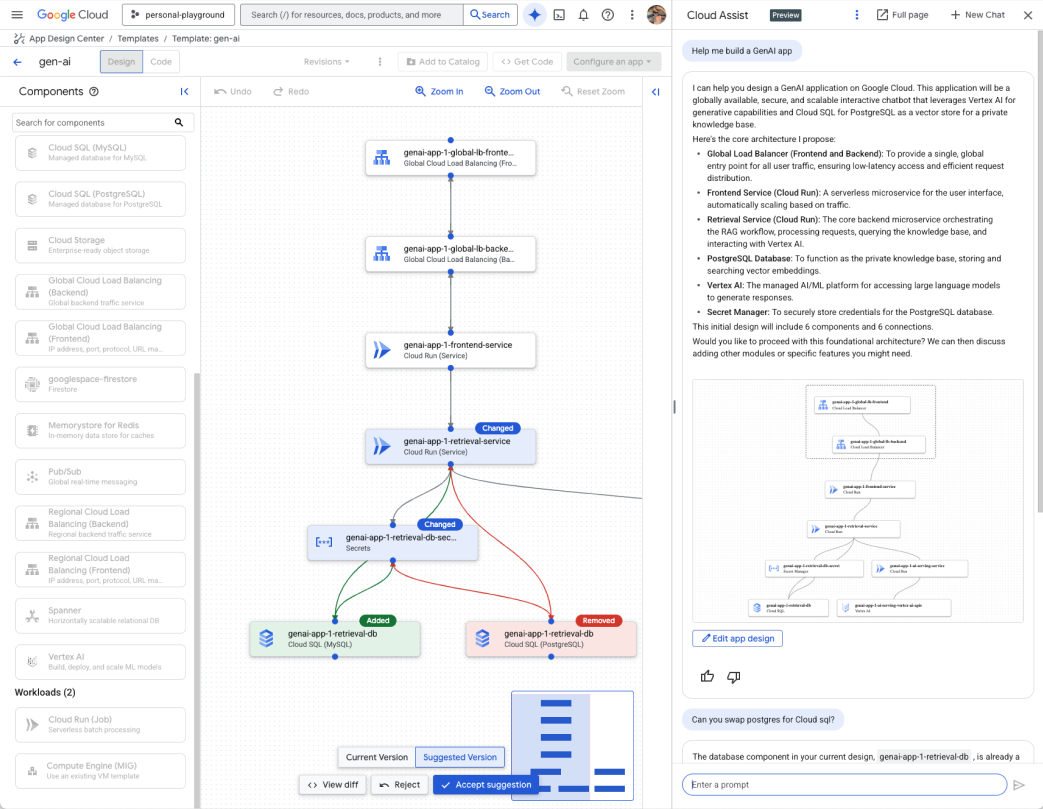 Google Cloud
personal-playground
Search (/) for resources, docs, products, and more
Search
App Design Center / Templates / Template: gen-ai
gen-ai
Design
Code
Revisions
Add to Catalog
<> Get Code
Configure an app
Components
Undo
Redo
Zoom In
Zoom Out
Reset Zoom
Search for components
Cloud SQL (MySQL)
Managed database for MySQL
Cloud SQL (PostgreSQL)
Managed database for PostgreSQL
Cloud Storage
Enterprise-ready object storage
Global Cloud Load Balancing
(Backend)
Global backend traffic service
Global Cloud Load Balancing
(Frontend)
IP address, port, protocol, URL ma...
googlespace-firestore
Firestore
Memorystore for Redis
In-memory data store for caches
Pub/Sub
Global real-time messaging
Regional Cloud Load
Balancing (Backend)
Regional backend traffic service
Regional Cloud Load
Balancing (Frontend)
IP address, port, protocol, URL ma...
Spanner
Horizontally scalable relational DB
Vertex AI
Build, deploy, and scale ML models
Workloads (2)
Cloud Run (Job)
Serverless batch processing
Compute Engine (MIG)
Use an existing VM template
genai-app-1-global-lb-fronte...
Global Cloud Load Balancing (Fro...
genai-app-1-global-lb-backe...
Global Cloud Load Balancing (Ba...
genai-app-1-frontend-service
Cloud Run (Service)
Changed
genai-app-1-retrieval-service
Cloud Run (Service)
Changed
genai-app-1-retrieval-db-sec...
Secrets
Added
genai-app-1-retrieval-db
Cloud SQL (MySQL)
Removed
genai-app-1-retrieval-db
Cloud SQL (PostgreSQL)
Current Version
Suggested Version
<> View diff
Reject
Accept suggestion
Cloud Assist
Preview
Full page
New Chat
Help me build a GenAI app
I can help you design a GenAI application on Google Cloud. This application will be a
globally available, secure, and scalable interactive chatbot that leverages Vertex AI for
generative capabilities and Cloud SQL for PostgreSQL as a vector store for a private
knowledge base.
Here's the core architecture I propose:
• Global Load Balancer (Frontend and Backend): To provide a single, global
entry point for all user traffic, ensuring low-latency access and efficient request
distribution.
• Frontend Service (Cloud Run): A serverless microservice for the user interface,
automatically scaling based on traffic.
• Retrieval Service (Cloud Run): The core backend microservice orchestrating
the RAG workflow, processing requests, querying the knowledge base, and
interacting with Vertex AI.
• PostgreSQL Database: To function as the private knowledge base, storing and
searching vector embeddings.
• Vertex AI: The managed AI/ML platform for accessing large language models
to generate responses.
• Secret Manager: To securely store credentials for the PostgreSQL database.
This initial design will include 6 components and 6 connections.
Would you like to proceed with this foundational architecture? We can then discuss
adding other modules or specific features you might need.
genai-app-1-global-lb-frontend
Cloud Load Balancer
genai-app-1-global-lb-backend
Cloud Load Balancer
genai-app-1-frontend-service
Cloud Run
genai-app-1-retrieval-service
Cloud Run
genai-app-1-retrieval-db-secret
Secret Manager
genai-app-1-ai-serving-service
Cloud Run
genai-app-1-retrieval-db
Cloud SQL
genai-app-1-ai-serving-vertex-ai-apis
Vertex AI
Edit app design
Can you swap postgres for Cloud sql?
The database component in your current design, genai-app-1-retrieval-db , is already a
Enter a prompt